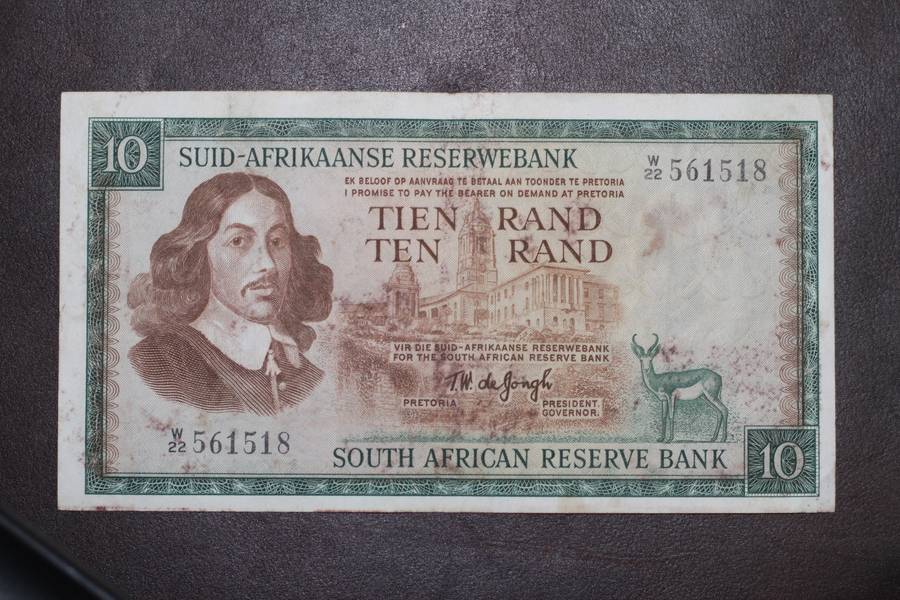 10
SUID-AFRIKAANSE RESERWEBANK
W/22 561518
EK BELOOF OP AANVRAAG TE BETAAL AAN TOONDER TE PRETORIA
I PROMISE TO PAY THE BEARER ON DEMAND AT PRETORIA
TIEN RAND
TEN RAND
VIR DIE SUID-AFRIKAANSE RESERWEBANK
FOR THE SOUTH AFRICAN RESERVE BANK
T.W. de Jongh
PRETORIA PRESIDENT.
GOVERNOR.
W/22 561518
SOUTH AFRICAN RESERVE BANK
10